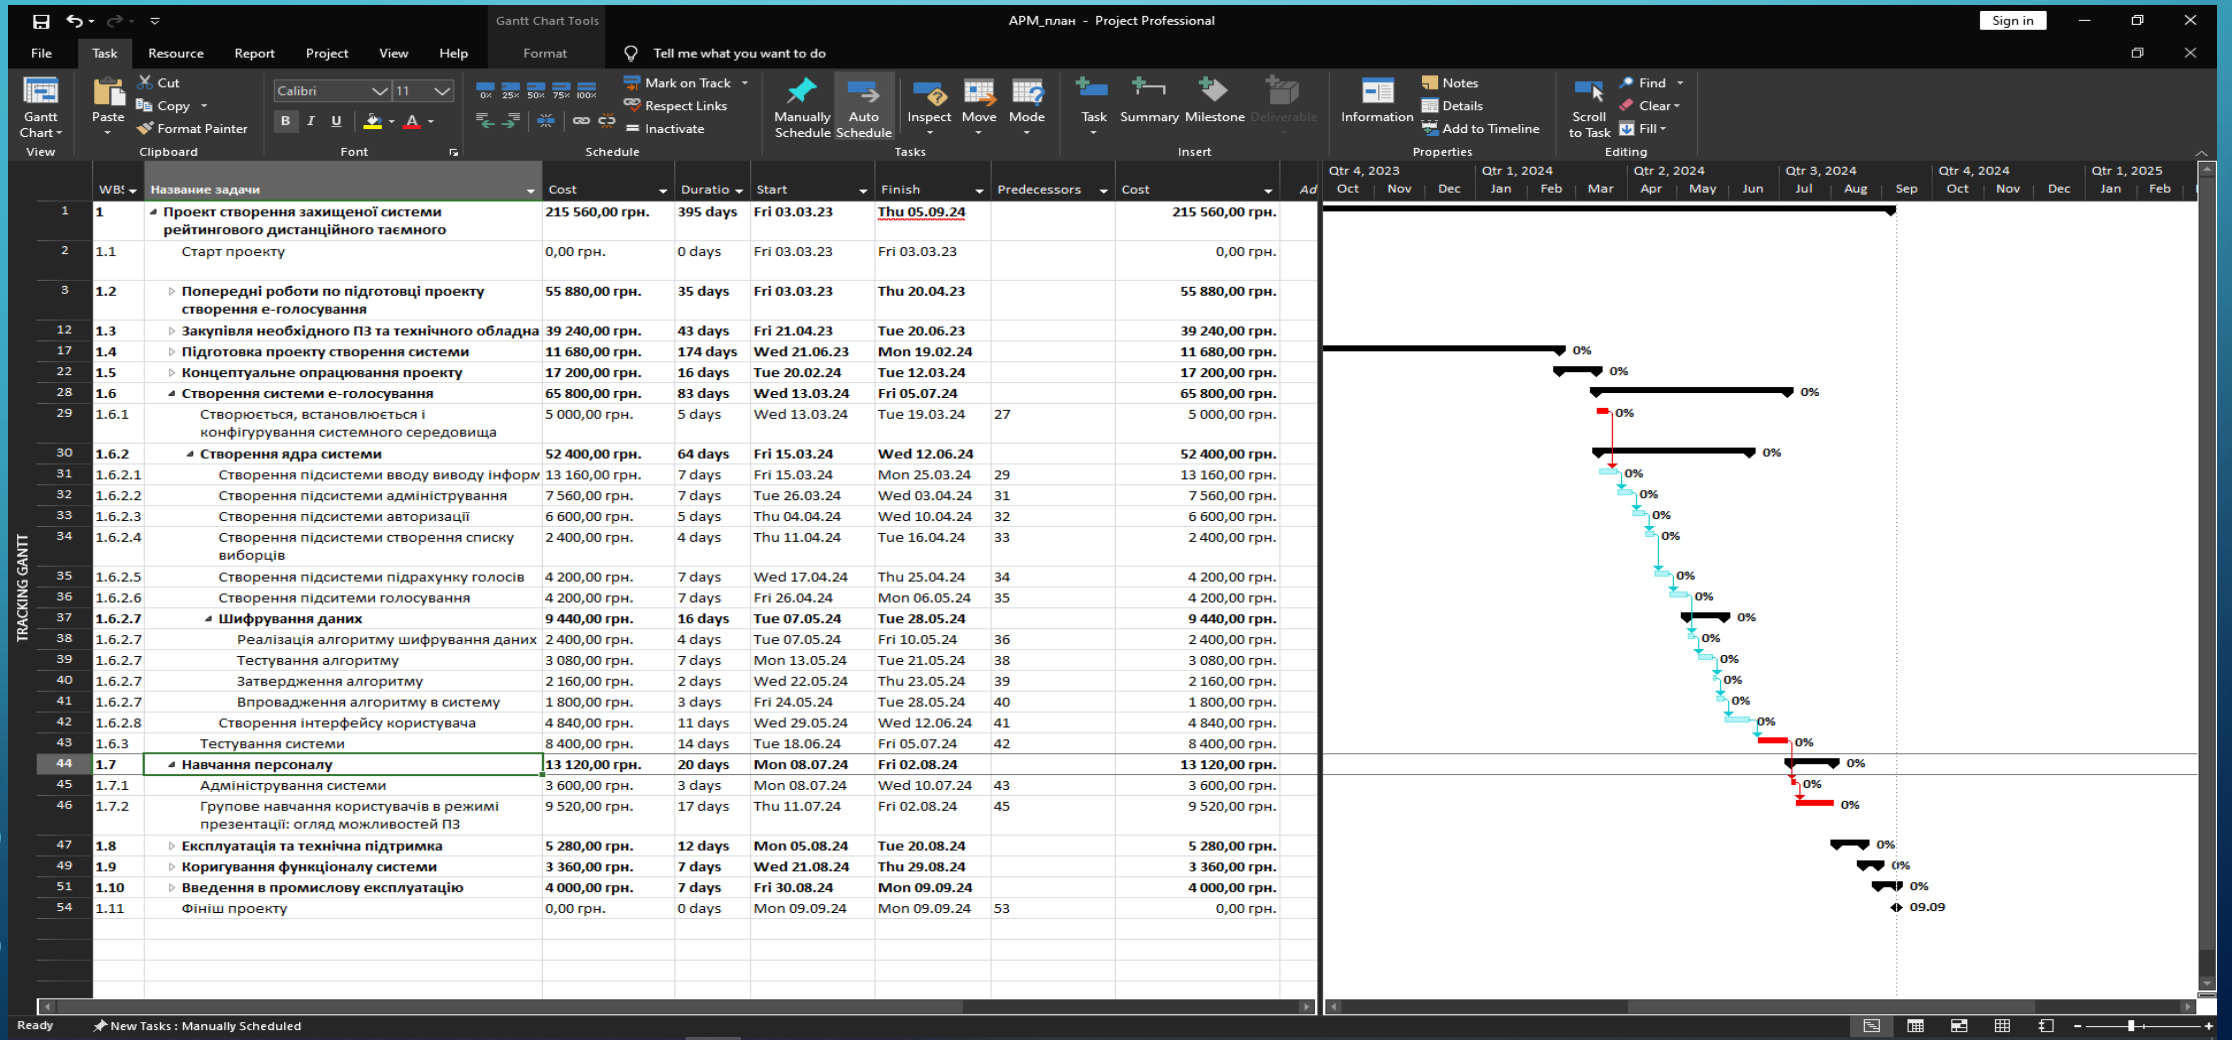 Gantt Chart Tools
АРМ_план - Project Professional
Sign in
File Task Resource Report Project View Help Format Tell me what you want to do
Gantt Chart
View
Paste
Cut
Copy
Format Painter
Clipboard
Calibri 11
B I U A
Font
0% 25% 50% 75% 100%
Mark on Track
Respect Links
Inactivate
Schedule
Manually Schedule
Auto Schedule
Inspect
Move
Mode
Tasks
Task
Summary
Milestone
Deliverable
Insert
Information
Notes
Details
Add to Timeline
Properties
Scroll to Task
Find
Clear
Fill
Editing
WBS Название задачи Cost Duratio Start Finish Predecessors Cost Ad
Qtr 4, 2023 Qtr 1, 2024 Qtr 2, 2024 Qtr 3, 2024 Qtr 4, 2024 Qtr 1, 2025
Oct Nov Dec Jan Feb Mar Apr May Jun Jul Aug Sep Oct Nov Dec Jan Feb
1 1 Проект створення захищеної системи 215 560,00 грн. 395 days Fri 03.03.23 Thu 05.09.24 215 560,00 грн.
рейтингового дистанційного таємного
2 1.1 Старт проекту 0,00 грн. 0 days Fri 03.03.23 Fri 03.03.23 0,00 грн.
3 1.2 Попередні роботи по підготовці проекту 55 880,00 грн. 35 days Fri 03.03.23 Thu 20.04.23 55 880,00 грн.
створення е-голосування
12 1.3 Закупівля необхідного ПЗ та технічного обладна 39 240,00 грн. 43 days Fri 21.04.23 Tue 20.06.23 39 240,00 грн.
17 1.4 Підготовка проекту створення системи 11 680,00 грн. 174 days Wed 21.06.23 Mon 19.02.24 11 680,00 грн. 0%
22 1.5 Концептуальне опрацювання проекту 17 200,00 грн. 16 days Tue 20.02.24 Tue 12.03.24 17 200,00 грн. 0%
28 1.6 Створення системи е-голосування 65 800,00 грн. 83 days Wed 13.03.24 Fri 05.07.24 65 800,00 грн. 0%
29 1.6.1 Створюється, встановлюється і 5 000,00 грн. 5 days Wed 13.03.24 Tue 19.03.24 27 5 000,00 грн. 0%
конфігурування системного середовища
30 1.6.2 Створення ядра системи 52 400,00 грн. 64 days Fri 15.03.24 Wed 12.06.24 52 400,00 грн. 0%
31 1.6.2.1 Створення підсистеми вводу виводу інформ 13 160,00 грн. 7 days Fri 15.03.24 Mon 25.03.24 29 13 160,00 грн. 0%
32 1.6.2.2 Створення підсистеми адміністрування 7 560,00 грн. 7 days Tue 26.03.24 Wed 03.04.24 31 7 560,00 грн. 0%
33 1.6.2.3 Створення підсистеми авторизації 6 600,00 грн. 5 days Thu 04.04.24 Wed 10.04.24 32 6 600,00 грн. 0%
34 1.6.2.4 Створення підсистеми створення списку 2 400,00 грн. 4 days Thu 11.04.24 Tue 16.04.24 33 2 400,00 грн. 0%
виборців
35 1.6.2.5 Створення підсистеми підрахунку голосів 4 200,00 грн. 7 days Wed 17.04.24 Thu 25.04.24 34 4 200,00 грн. 0%
36 1.6.2.6 Створення підситеми голосування 4 200,00 грн. 7 days Fri 26.04.24 Mon 06.05.24 35 4 200,00 грн. 0%
37 1.6.2.7 Шифрування даних 9 440,00 грн. 16 days Tue 07.05.24 Tue 28.05.24 9 440,00 грн. 0%
38 1.6.2.7 Реалізація алгоритму шифрування даних 2 400,00 грн. 4 days Tue 07.05.24 Fri 10.05.24 36 2 400,00 грн. 0%
39 1.6.2.7 Тестування алгоритму 3 080,00 грн. 7 days Mon 13.05.24 Tue 21.05.24 38 3 080,00 грн. 0%
40 1.6.2.7 Затвердження алгоритму 2 160,00 грн. 2 days Wed 22.05.24 Thu 23.05.24 39 2 160,00 грн. 0%
41 1.6.2.7 Впровадження алгоритму в систему 1 800,00 грн. 3 days Fri 24.05.24 Tue 28.05.24 40 1 800,00 грн. 0%
42 1.6.2.8 Створення інтерфейсу користувача 4 840,00 грн. 11 days Wed 29.05.24 Wed 12.06.24 41 4 840,00 грн. 0%
43 1.6.3 Тестування системи 8 400,00 грн. 14 days Tue 18.06.24 Fri 05.07.24 42 8 400,00 грн. 0%
44 1.7 Навчання персоналу 13 120,00 грн. 20 days Mon 08.07.24 Fri 02.08.24 13 120,00 грн. 0%
45 1.7.1 Адміністрування системи 3 600,00 грн. 3 days Mon 08.07.24 Wed 10.07.24 43 3 600,00 грн. 0%
46 1.7.2 Групове навчання користувачів в режимі 9 520,00 грн. 17 days Thu 11.07.24 Fri 02.08.24 45 9 520,00 грн. 0%
презентації: огляд можливостей ПЗ
47 1.8 Експлуатація та технічна підтримка 5 280,00 грн. 12 days Mon 05.08.24 Tue 20.08.24 5 280,00 грн. 0%
49 1.9 Коригування функціоналу системи 3 360,00 грн. 7 days Wed 21.08.24 Thu 29.08.24 3 360,00 грн. 0%
51 1.10 Введення в промислову експлуатацію 4 000,00 грн. 7 days Fri 30.08.24 Mon 09.09.24 4 000,00 грн. 0%
54 1.11 Фініш проекту 0,00 грн. 0 days Mon 09.09.24 Mon 09.09.24 53 0,00 грн. 09.09
TRACKING GANTT
Ready New Tasks : Manually Scheduled